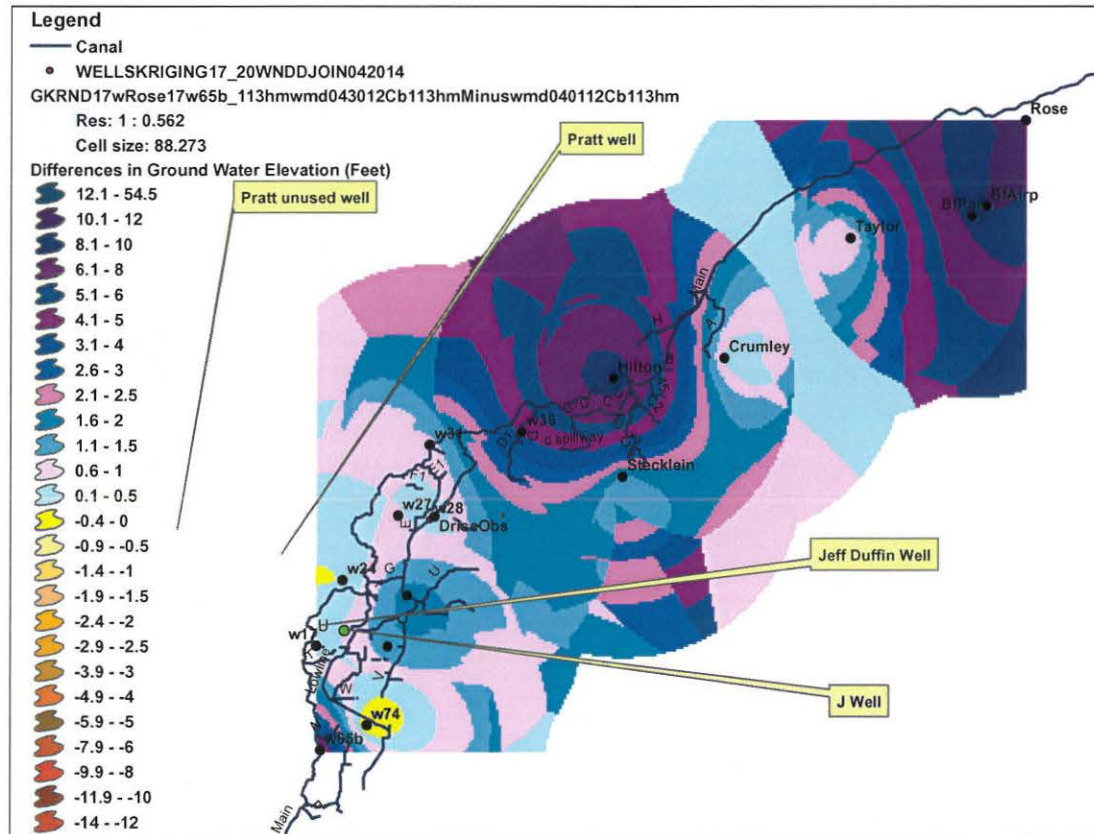 Legend
Canal
WELLSKRIGING17_20WNDDJOIN042014
GKRND17wRose17w65b_113hmwmd043012Cb113hmMinuswmd040112Cb113hm
Res: 1 : 0.562
Cell size: 88.273
Differences in Ground Water Elevation (Feet)
12.1 - 54.5
10.1 - 12
8.1 - 10
6.1 - 8
5.1 - 6
4.1 - 5
3.1 - 4
2.6 - 3
2.1 - 2.5
1.6 - 2
1.1 - 1.5
0.6 - 1
0.1 - 0.5
-0.4 - 0
-0.9 - -0.5
-1.4 - -1
-1.9 - -1.5
-2.4 - -2
-2.9 - -2.5
-3.9 - -3
-4.9 - -4
-5.9 - -5
-7.9 - -6
-9.9 - -8
-11.9 - -10
-14 - -12
Pratt well
Pratt unused well
Rose
BfAirp
Taylor
Main
H
A
Crumley
Hilton
w36
C spillway
Stecklein
w27
w28
E
DriscObs
G
U
w24
Jeff Duffin Well
U
Lowline
W
V
J Well
w74
w65b
Main